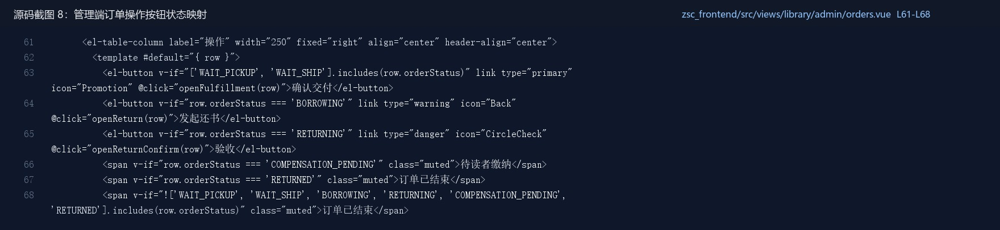 源码截图 8：管理端订单操作按钮状态映射
zsc_frontend/src/views/library/admin/orders.vue L61-L68
61 <el-table-column label="操作" width="250" fixed="right" align="center" header-align="center">
62 <template #default="{ row }">
63 <el-button v-if="['WAIT_PICKUP', 'WAIT_SHIP'].includes(row.orderStatus)" link type="primary"
icon="Promotion" @click="openFulfillment(row)">确认交付</el-button>
64 <el-button v-if="row.orderStatus === 'BORROWING'" link type="warning" icon="Back"
@click="openReturn(row)">发起还书</el-button>
65 <el-button v-if="row.orderStatus === 'RETURNING'" link type="danger" icon="CircleCheck"
@click="openReturnConfirm(row)">验收</el-button>
66 <span v-if="row.orderStatus === 'COMPENSATION_PENDING'" class="muted">待读者缴纳</span>
67 <span v-if="row.orderStatus === 'RETURNED'" class="muted">订单已结束</span>
68 <span v-if="!['WAIT_PICKUP', 'WAIT_SHIP', 'BORROWING', 'RETURNING', 'COMPENSATION_PENDING',
'RETURNED'].includes(row.orderStatus)" class="muted">订单已结束</span>